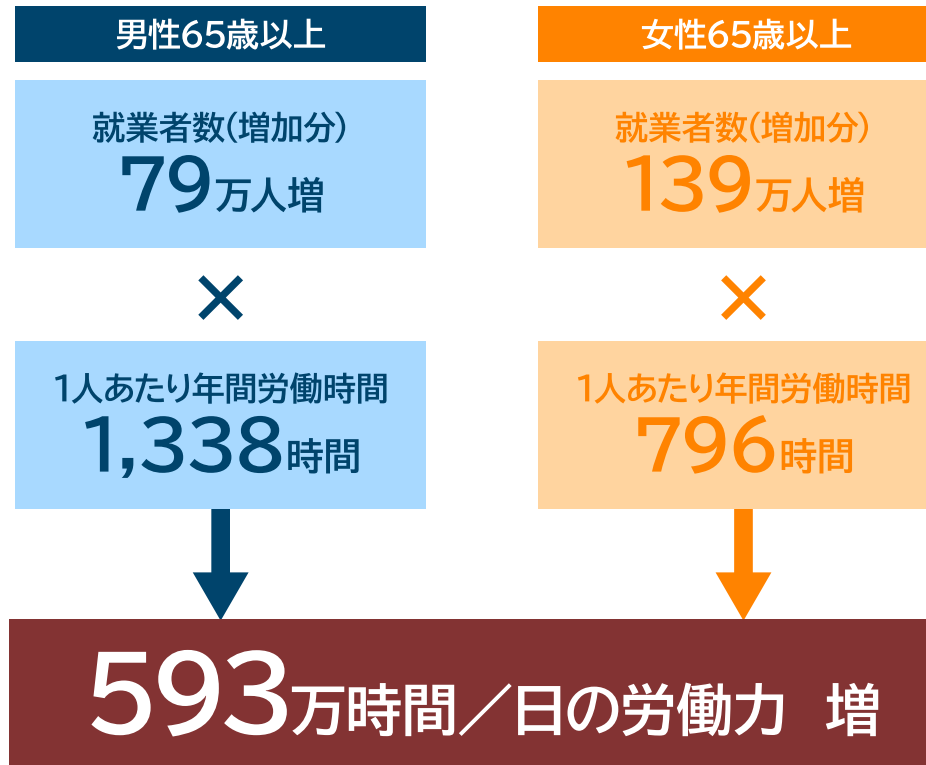 男性65歳以上
就業者数(増加分)
79万人増
×
1人あたり年間労働時間
1,338時間
女性65歳以上
就業者数(増加分)
139万人増
×
1人あたり年間労働時間
796時間
593万時間／日の労働力　増